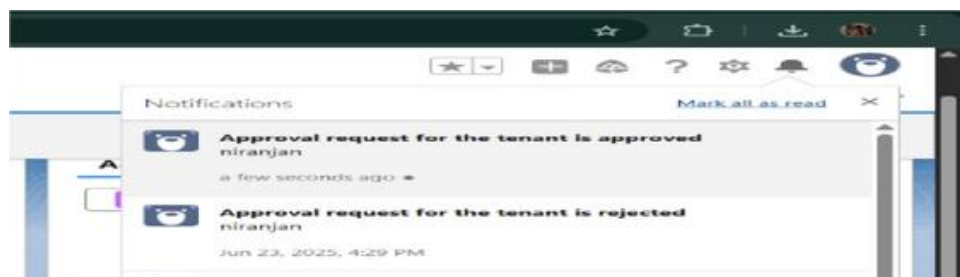 Notifications
Mark all as read
Approval request for the tenant is approved
niranjan
a few seconds ago
Approval request for the tenant is rejected
niranjan
Jun 23, 2025, 4:29 PM